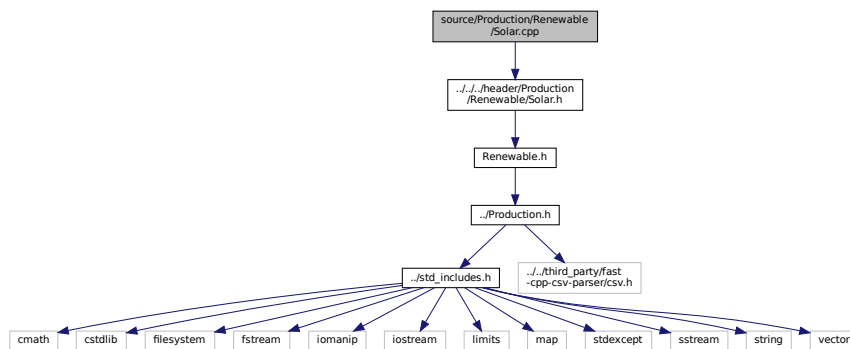 source/Production/Renewable
/Solar.cpp
../../../header/Production
/Renewable/Solar.h
Renewable.h
../Production.h
../std_includes.h
../../third_party/fast
-cpp-csv-parser/csv.h
cmath
cstdlib
filesystem
fstream
iomanip
iostream
limits
map
stdexcept
sstream
string
vector